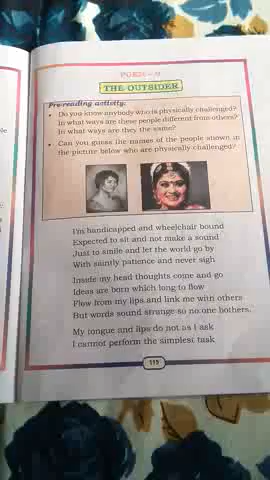 POEM - 9
THE OUTSIDER
Pre-reading activity.
• Do you know anybody who is physically challenged?
In what ways are these people different from others?
In what ways are they the same?
• Can you guess the names of the people shown in
the picture below who are physically challenged?
I'm handicapped and wheelchair bound
Expected to sit and not make a sound
Just to smile and let the world go by
With saintly patience and never sigh
Inside my head thoughts come and go
Ideas are born which long to flow
Flow from my lips and link me with others
But words sound strange so no one bothers.
My tongue and lips do not as I ask
I cannot perform the simplest task
115